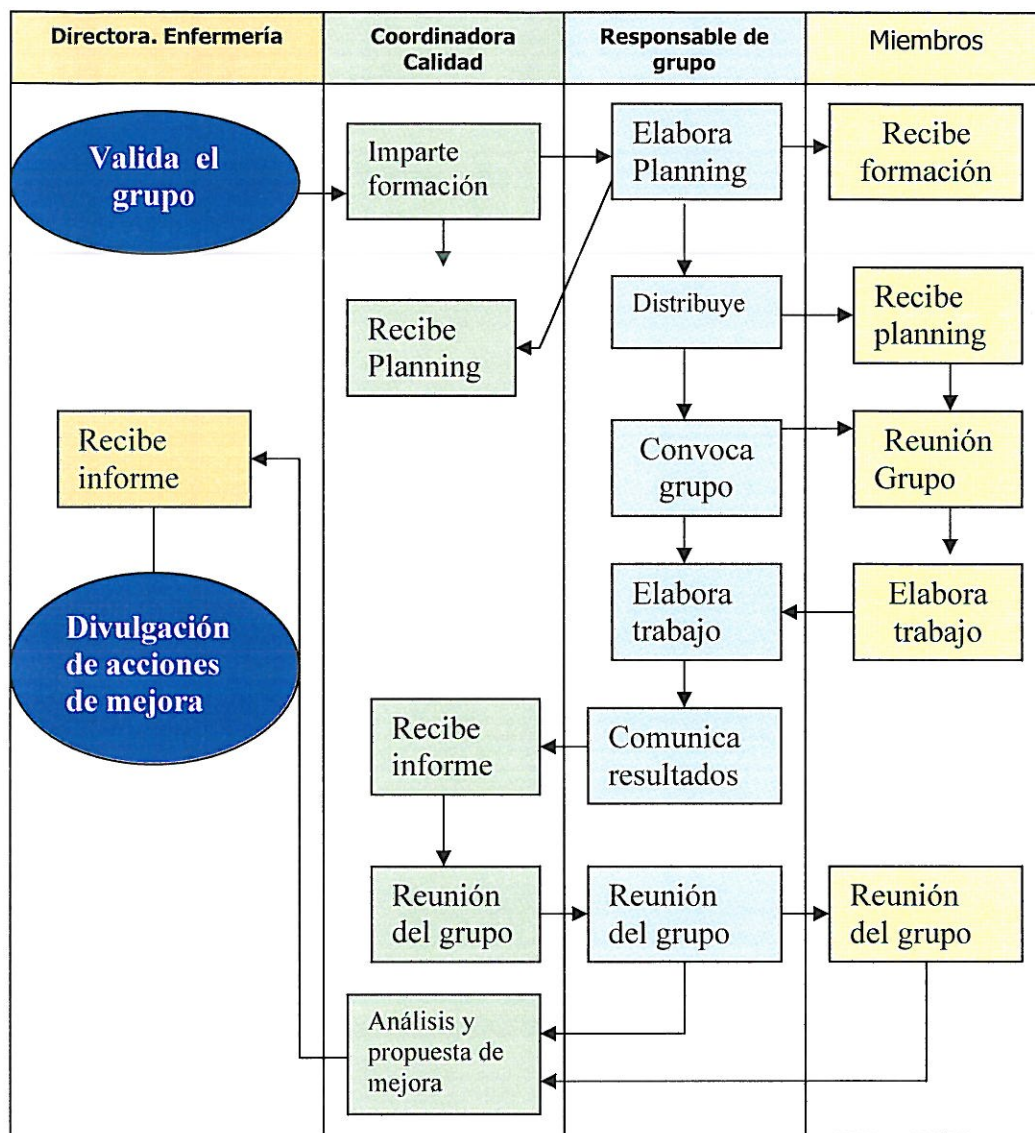 Directora. Enfermería
Coordinadora
Calidad
Responsable de
grupo
Miembros
Valida el
grupo
Imparte
formación
Elabora
Planning
Recibe
formación
Recibe
Planning
Distribuye
Recibe
planning
Recibe
informe
Convoca
grupo
Reunión
Grupo
Divulgación
de acciones
de mejora
Elabora
trabajo
Elabora
trabajo
Recibe
informe
Comunica
resultados
Reunión
del grupo
Reunión
del grupo
Reunión
del grupo
Análisis y
propuesta de
mejora